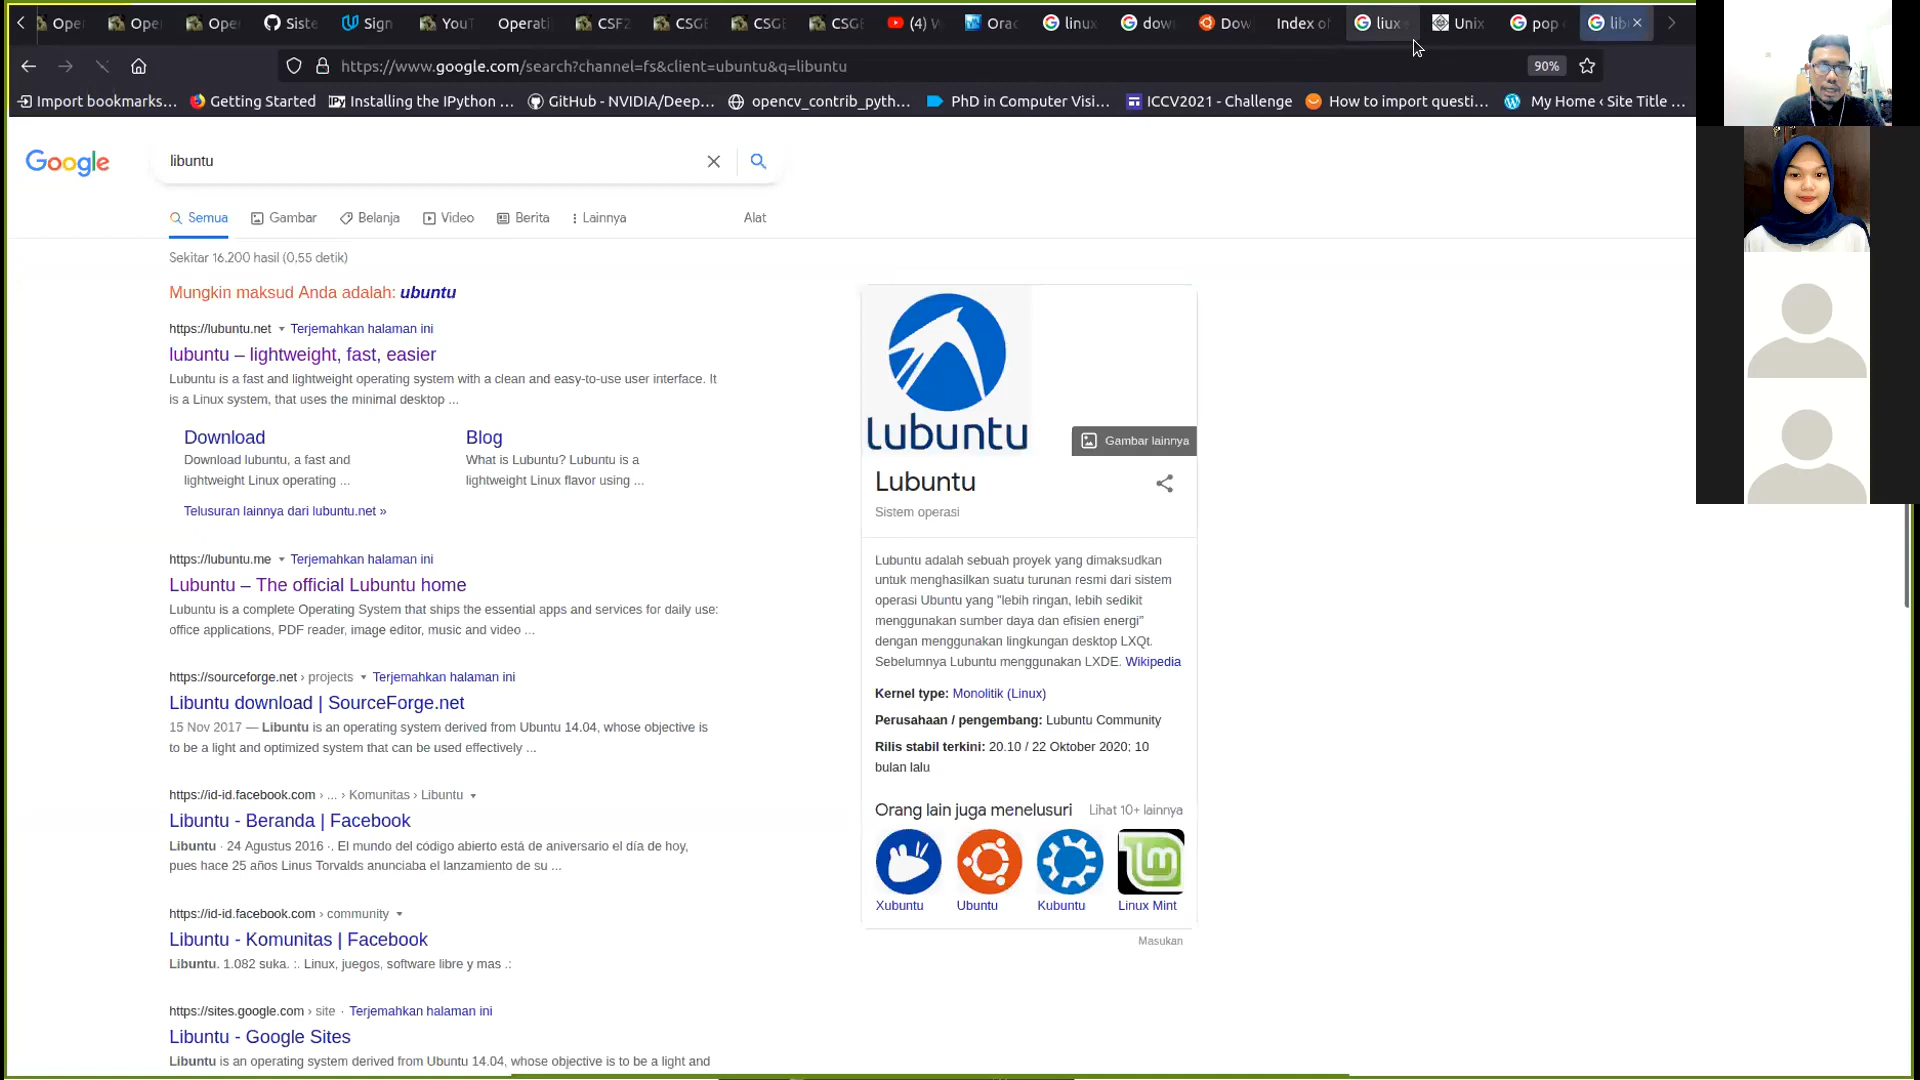 Oper
Ope
Ope
Siste
Sign
YouT
Operati
CSF2
CSGE
CSGE
CSGE
(4) W
Orac
linux
dow
Dow
Index of
liux
Unix
pop
lib
https://www.google.com/search?channel=fs&client=ubuntu&q=libuntu
90%
Import bookmarks...
Getting Started
Installing the IPython ...
GitHub - NVIDIA/Deep...
opencv_contrib_pyth...
PhD in Computer Visi...
ICCV2021 - Challenge
How to import questi...
My Home ‹ Site Title ...
Google
libuntu
Semua
Gambar
Belanja
Video
Berita
Lainnya
Alat
Sekitar 16.200 hasil (0,55 detik)
Mungkin maksud Anda adalah: ubuntu
https://lubuntu.net Terjemahkan halaman ini
lubuntu – lightweight, fast, easier
Lubuntu is a fast and lightweight operating system with a clean and easy-to-use user interface. It
is a Linux system, that uses the minimal desktop ...
Download
Download lubuntu, a fast and
lightweight Linux operating ...
Blog
What is Lubuntu? Lubuntu is a
lightweight Linux flavor using ...
Telusuran lainnya dari lubuntu.net »
https://lubuntu.me Terjemahkan halaman ini
Lubuntu – The official Lubuntu home
Lubuntu is a complete Operating System that ships the essential apps and services for daily use:
office applications, PDF reader, image editor, music and video ...
https://sourceforge.net › projects Terjemahkan halaman ini
Libuntu download | SourceForge.net
15 Nov 2017 — Libuntu is an operating system derived from Ubuntu 14.04, whose objective is
to be a light and optimized system that can be used effectively ...
https://id-id.facebook.com › ... › Komunitas › Libuntu
Libuntu - Beranda | Facebook
Libuntu · 24 Agustus 2016 ·. El mundo del código abierto está de aniversario el día de hoy,
pues hace 25 años Linus Torvalds anunciaba el lanzamiento de su ...
https://id-id.facebook.com › community
Libuntu - Komunitas | Facebook
Libuntu. 1.082 suka. :. Linux, juegos, software libre y mas .:
https://sites.google.com › site · Terjemahkan halaman ini
Libuntu - Google Sites
Libuntu is an operating system derived from Ubuntu 14.04, whose objective is to be a light and
lubuntu
Gambar lainnya
Lubuntu
Sistem operasi
Lubuntu adalah sebuah proyek yang dimaksudkan
untuk menghasilkan suatu turunan resmi dari sistem
operasi Ubuntu yang "lebih ringan, lebih sedikit
menggunakan sumber daya dan efisien energi"
dengan menggunakan lingkungan desktop LXQt.
Sebelumnya Lubuntu menggunakan LXDE. Wikipedia
Kernel type: Monolitik (Linux)
Perusahaan / pengembang: Lubuntu Community
Rilis stabil terkini: 20.10 / 22 Oktober 2020; 10
bulan lalu
Orang lain juga menelusuri
Lihat 10+ lainnya
Xubuntu
Ubuntu
Kubuntu
Linux Mint
Masukan